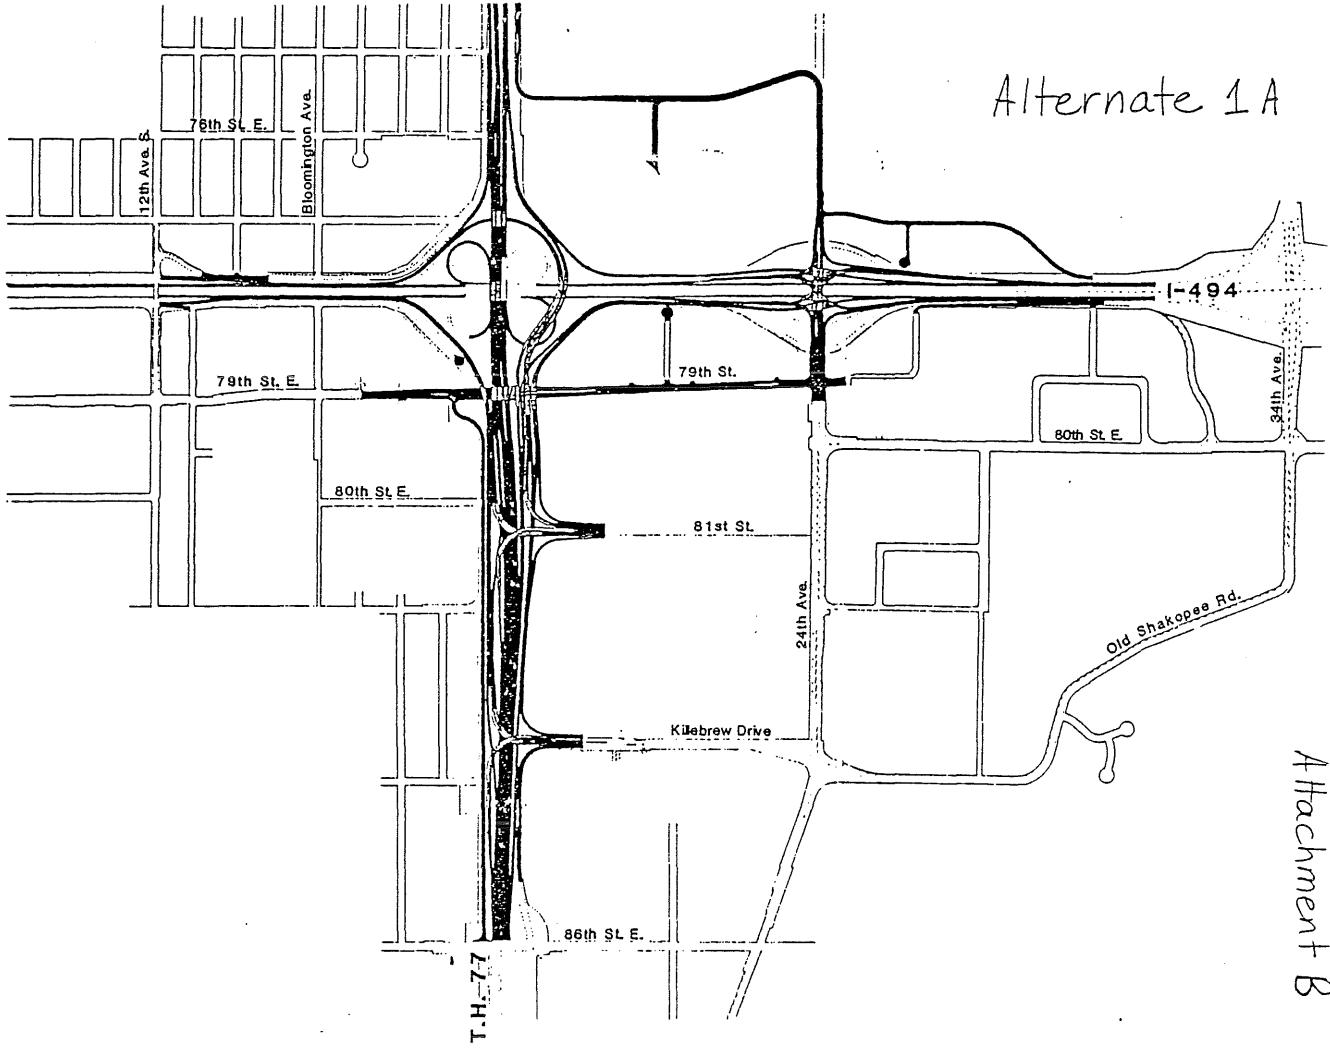 Alternate 1A
76th St. E.
12th Ave. S.
Bloomington Ave.
I-494
79th St. E.
79th St.
34th Ave.
80th St. E.
80th St. E.
81st St.
24th Ave.
Old Shakopee Rd.
Killebrew Drive
Attachment B
86th St. E.
T.H. 77